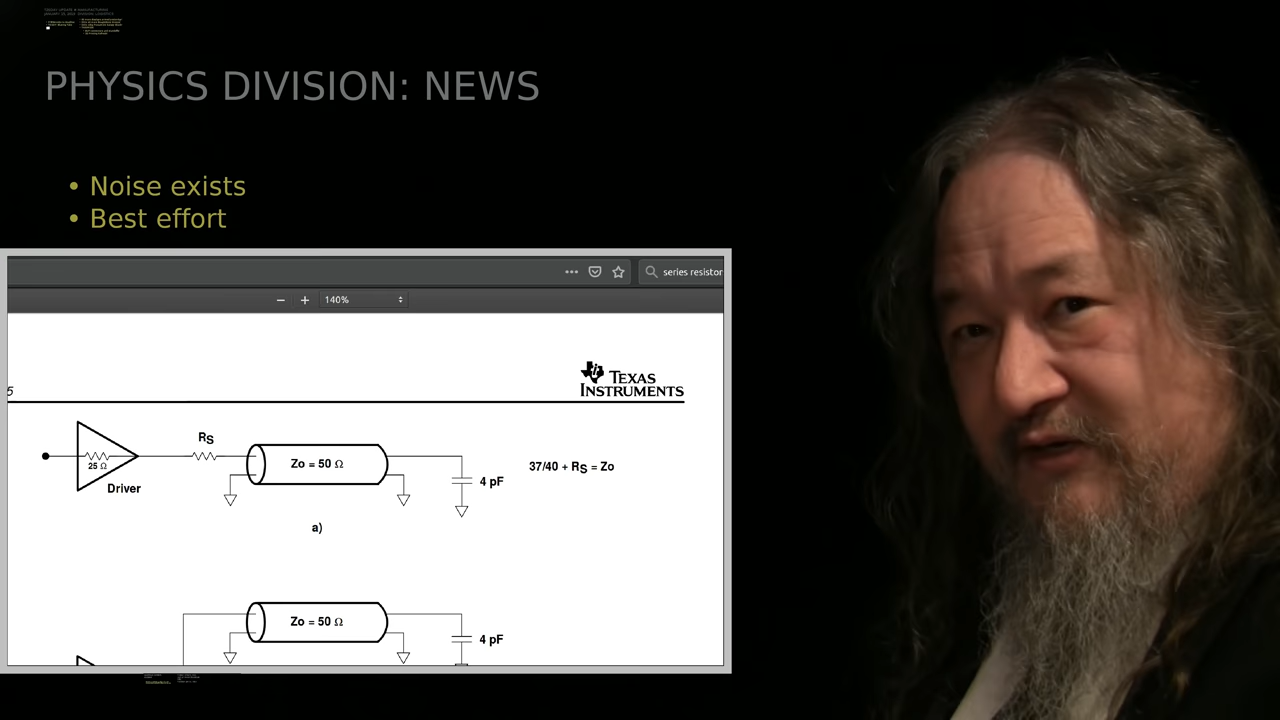 PHYSICS DIVISION: NEWS
• Noise exists
• Best effort
series resistor
140%
5
TEXAS
INSTRUMENTS
RS
25 Ω
Zo = 50 Ω
37/40 + RS = Zo
4 pF
Driver
a)
Zo = 50 Ω
4 pF